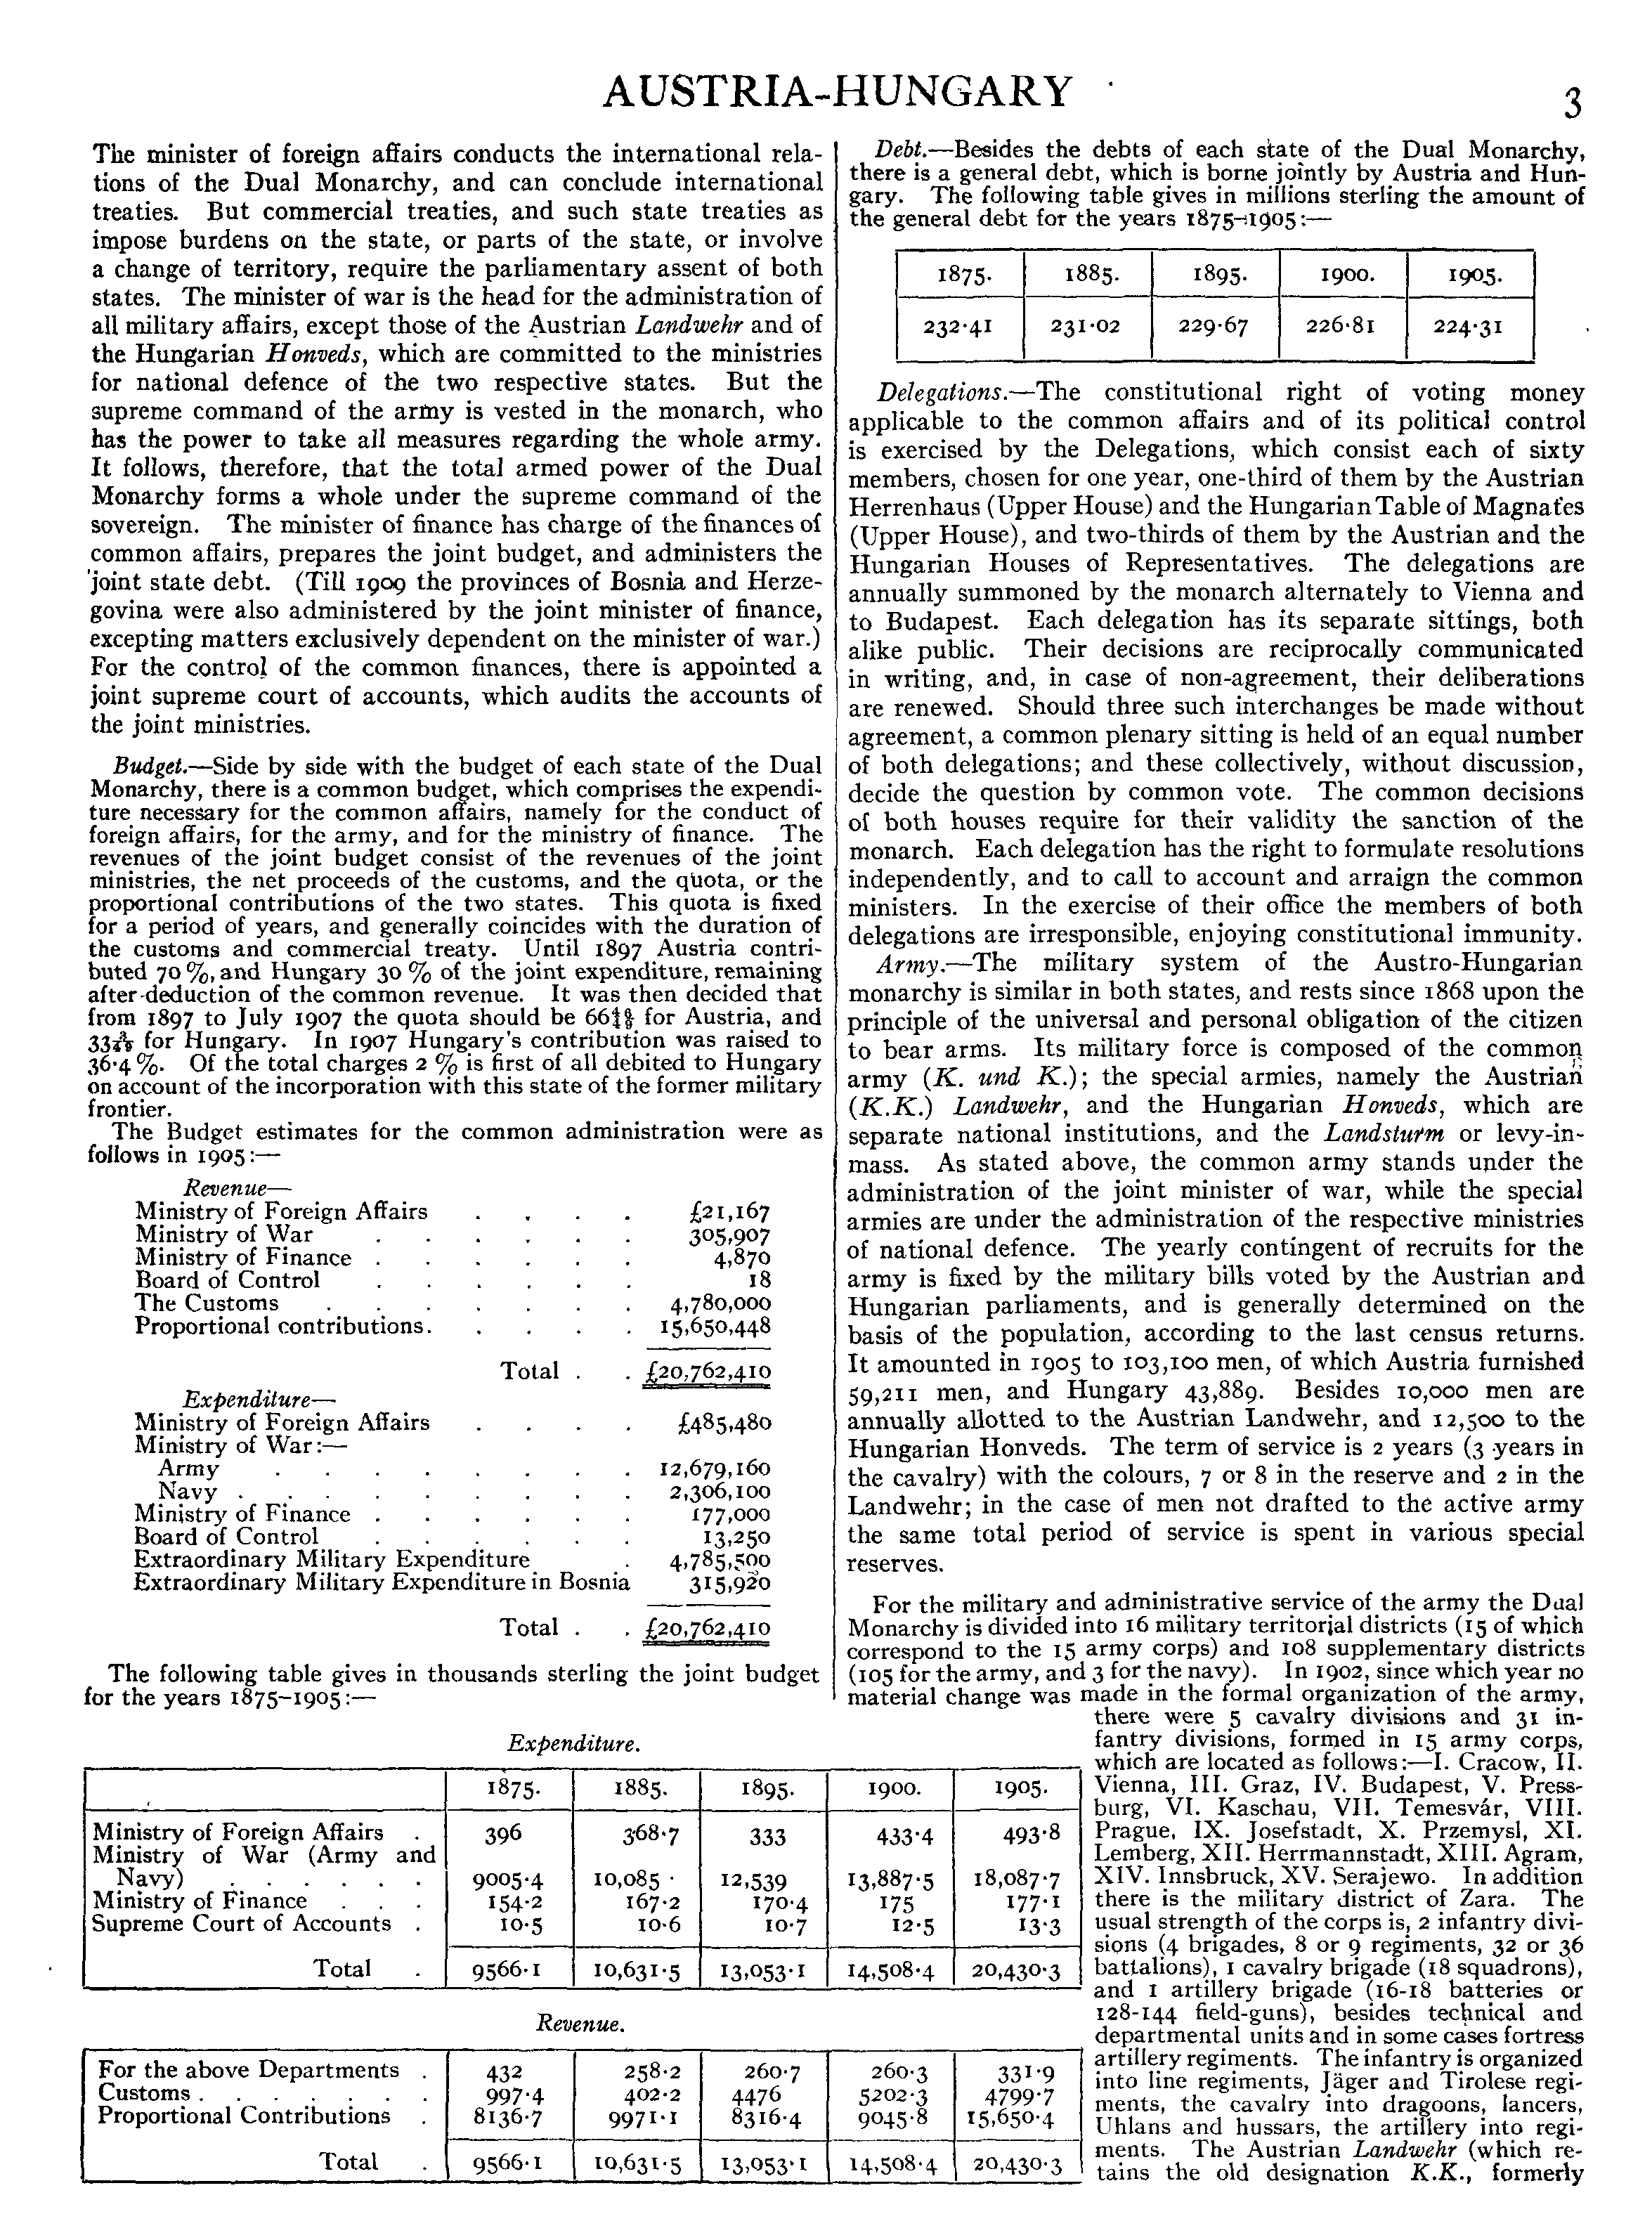 AUSTRIA-HUNGARY
3
The minister of foreign affairs conducts the international rela-
tions of the Dual Monarchy, and can conclude international
treaties. But commercial treaties, and such state treaties as
impose burdens on the state, or parts of the state, or involve
a change of territory, require the parliamentary assent of both
states. The minister of war is the head for the administration of
all military affairs, except those of the Austrian Landwehr and of
the Hungarian Honveds, which are committed to the ministries
for national defence of the two respective states. But the
supreme command of the army is vested in the monarch, who
has the power to take all measures regarding the whole army.
It follows, therefore, that the total armed power of the Dual
Monarchy forms a whole under the supreme command of the
sovereign. The minister of finance has charge of the finances of
common affairs, prepares the joint budget, and administers the
joint state debt. (Till 1909 the provinces of Bosnia and Herze-
govina were also administered by the joint minister of finance,
excepting matters exclusively dependent on the minister of war.)
For the control of the common finances, there is appointed a
joint supreme court of accounts, which audits the accounts of
the joint ministries.
Budget.—Side by side with the budget of each state of the Dual
Monarchy, there is a common budget, which comprises the expendi-
ture necessary for the common affairs, namely for the conduct of
foreign affairs, for the army, and for the ministry of finance. The
revenues of the joint budget consist of the revenues of the joint
ministries, the net proceeds of the customs, and the quota, or the
proportional contributions of the two states. This quota is fixed
for a period of years, and generally coincides with the duration of
the customs and commercial treaty. Until 1897 Austria contri-
buted 70 %, and Hungary 30 % of the joint expenditure, remaining
after deduction of the common revenue. It was then decided that
from 1897 to July 1907 the quota should be 66 46/49 for Austria, and
33 3/49 for Hungary. In 1907 Hungary's contribution was raised to
36·4 %. Of the total charges 2 % is first of all debited to Hungary
on account of the incorporation with this state of the former military
frontier.
The Budget estimates for the common administration were as
follows in 1905:—
Revenue—
Ministry of Foreign Affairs . . . . £21,167
Ministry of War . . . . . . 305,907
Ministry of Finance . . . . . . 4,870
Board of Control . . . . . . 18
The Customs . . . . . . . 4,780,000
Proportional contributions . . . . . 15,650,448
Total . . £20,762,410
Expenditure—
Ministry of Foreign Affairs . . . . £485,480
Ministry of War:—
Army . . . . . . . . 12,679,160
Navy . . . . . . . . . 2,306,100
Ministry of Finance . . . . . . 177,000
Board of Control . . . . . . 13,250
Extraordinary Military Expenditure . 4,785,500
Extraordinary Military Expenditure in Bosnia 315,920
Total . . £20,762,410
The following table gives in thousands sterling the joint budget
for the years 1875–1905:—
Expenditure.
1875. 1885. 1895. 1900. 1905.
Ministry of Foreign Affairs . 396 368·7 333 433·4 493·8
Ministry of War (Army and
Navy) . . . . . . 9005·4 10,085 · 12,539 13,887·5 18,087·7
Ministry of Finance . . . 154·2 167·2 170·4 175 177·1
Supreme Court of Accounts . 10·5 10·6 10·7 12·5 13·3
Total . 9566·1 10,631·5 13,053·1 14,508·4 20,430·3
Revenue.
For the above Departments . 432 258·2 260·7 260·3 331·9
Customs . . . . . . . 997·4 402·2 4476 5202·3 4799·7
Proportional Contributions . 8136·7 9971·1 8316·4 9045·8 15,650·4
Total . 9566·1 10,631·5 13,053·1 14,508·4 20,430·3
Debt.—Besides the debts of each state of the Dual Monarchy,
there is a general debt, which is borne jointly by Austria and Hun-
gary. The following table gives in millions sterling the amount of
the general debt for the years 1875–1905:—
1875. 1885. 1895. 1900. 1905.
232·41 231·02 229·67 226·81 224·31
Delegations.—The constitutional right of voting money
applicable to the common affairs and of its political control
is exercised by the Delegations, which consist each of sixty
members, chosen for one year, one-third of them by the Austrian
Herrenhaus (Upper House) and the Hungarian Table of Magnates
(Upper House), and two-thirds of them by the Austrian and the
Hungarian Houses of Representatives. The delegations are
annually summoned by the monarch alternately to Vienna and
to Budapest. Each delegation has its separate sittings, both
alike public. Their decisions are reciprocally communicated
in writing, and, in case of non-agreement, their deliberations
are renewed. Should three such interchanges be made without
agreement, a common plenary sitting is held of an equal number
of both delegations; and these collectively, without discussion,
decide the question by common vote. The common decisions
of both houses require for their validity the sanction of the
monarch. Each delegation has the right to formulate resolutions
independently, and to call to account and arraign the common
ministers. In the exercise of their office the members of both
delegations are irresponsible, enjoying constitutional immunity.
Army.—The military system of the Austro-Hungarian
monarchy is similar in both states, and rests since 1868 upon the
principle of the universal and personal obligation of the citizen
to bear arms. Its military force is composed of the common
army (K. und K.); the special armies, namely the Austrian
(K.K.) Landwehr, and the Hungarian Honveds, which are
separate national institutions, and the Landsturm or levy-in-
mass. As stated above, the common army stands under the
administration of the joint minister of war, while the special
armies are under the administration of the respective ministries
of national defence. The yearly contingent of recruits for the
army is fixed by the military bills voted by the Austrian and
Hungarian parliaments, and is generally determined on the
basis of the population, according to the last census returns.
It amounted in 1905 to 103,100 men, of which Austria furnished
59,211 men, and Hungary 43,889. Besides 10,000 men are
annually allotted to the Austrian Landwehr, and 12,500 to the
Hungarian Honveds. The term of service is 2 years (3 years in
the cavalry) with the colours, 7 or 8 in the reserve and 2 in the
Landwehr; in the case of men not drafted to the active army
the same total period of service is spent in various special
reserves.
For the military and administrative service of the army the Dual
Monarchy is divided into 16 military territorial districts (15 of which
correspond to the 15 army corps) and 108 supplementary districts
(105 for the army, and 3 for the navy). In 1902, since which year no
material change was made in the formal organization of the army,
there were 5 cavalry divisions and 31 in-
fantry divisions, formed in 15 army corps,
which are located as follows:—I. Cracow, II.
Vienna, III. Graz, IV. Budapest, V. Press-
burg, VI. Kaschau, VII. Temesvár, VIII.
Prague, IX. Josefstadt, X. Przemysl, XI.
Lemberg, XII. Herrmannstadt, XIII. Agram,
XIV. Innsbruck, XV. Serajewo. In addition
there is the military district of Zara. The
usual strength of the corps is, 2 infantry divi-
sions (4 brigades, 8 or 9 regiments, 32 or 36
battalions), 1 cavalry brigade (18 squadrons),
and 1 artillery brigade (16-18 batteries or
128-144 field-guns), besides technical and
departmental units and in some cases fortress
artillery regiments. The infantry is organized
into line regiments, Jäger and Tirolese regi-
ments, the cavalry into dragoons, lancers,
Uhlans and hussars, the artillery into regi-
ments. The Austrian Landwehr (which re-
tains the old designation K.K., formerly